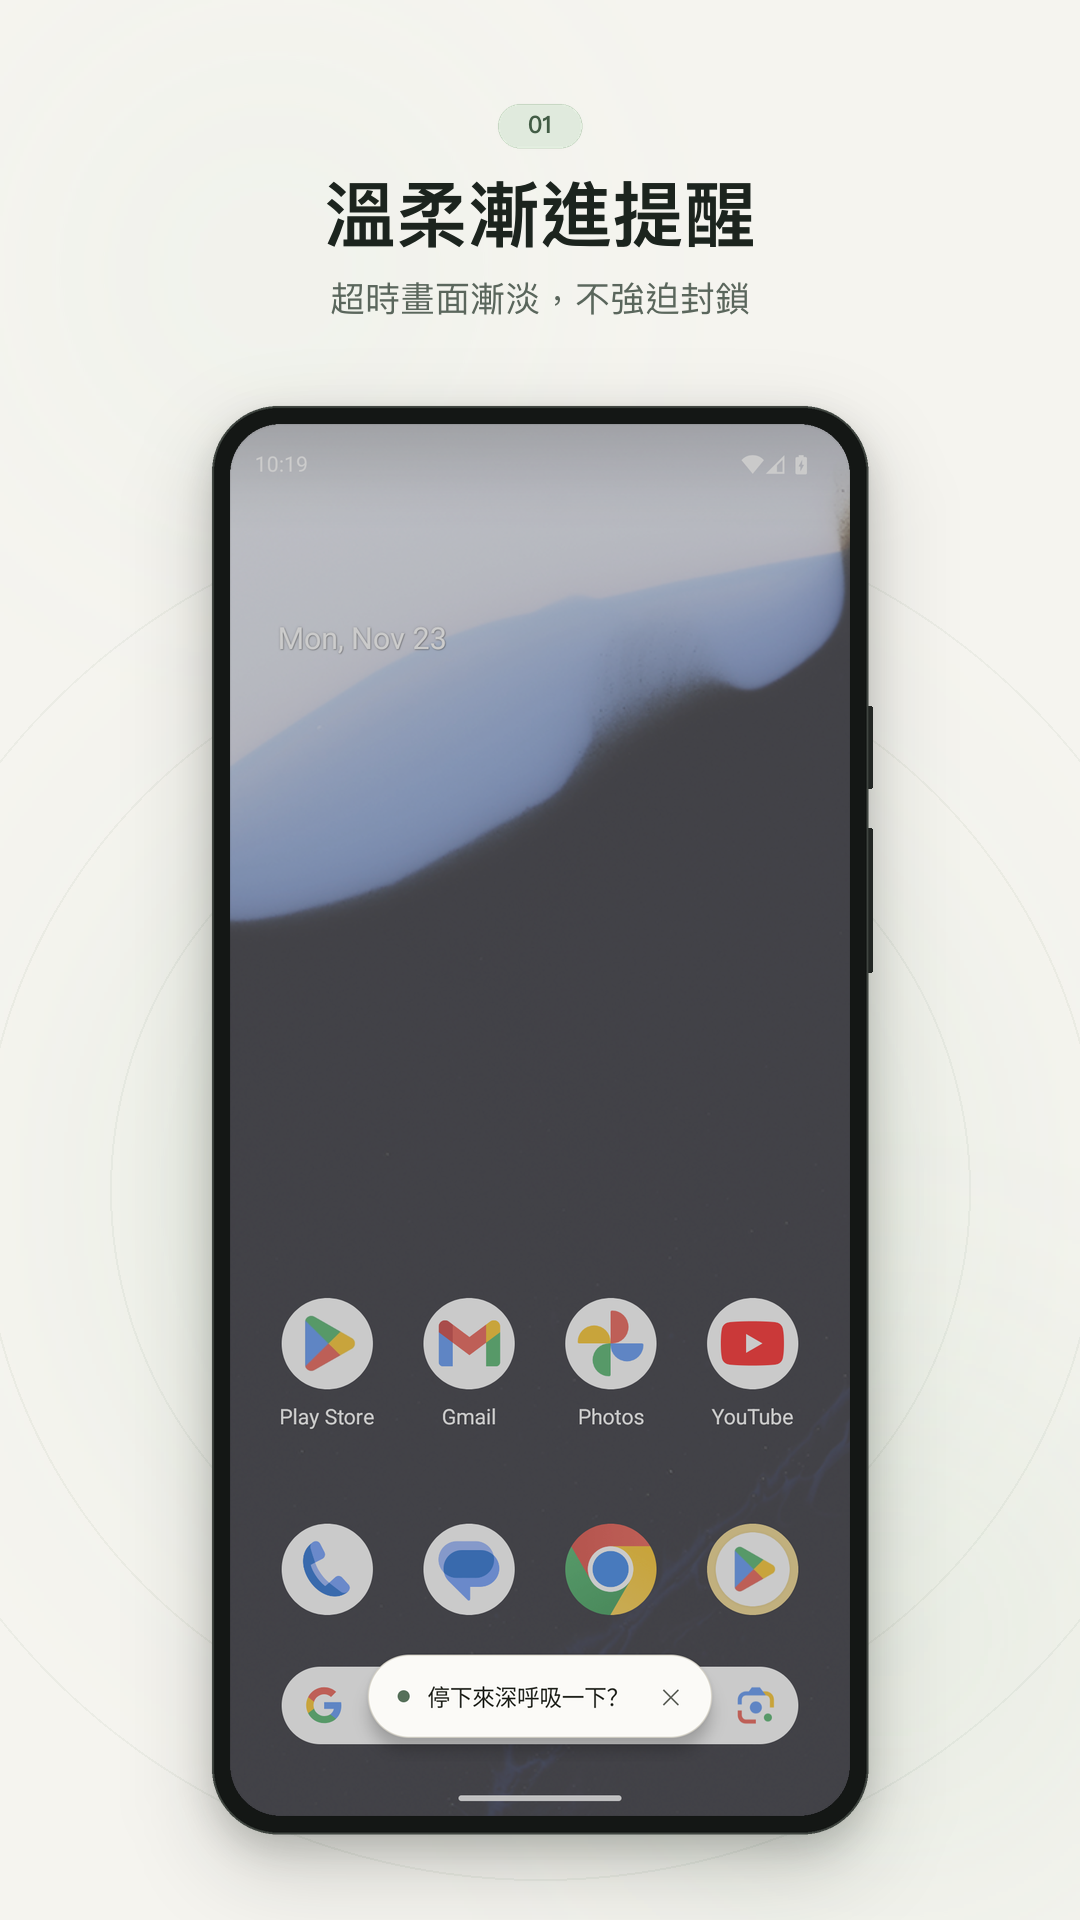 01
溫柔漸進提醒
超時畫面漸淡，不強迫封鎖
10:19
Mon, Nov 23
Play Store
Gmail
Photos
YouTube
停下來深呼吸一下？